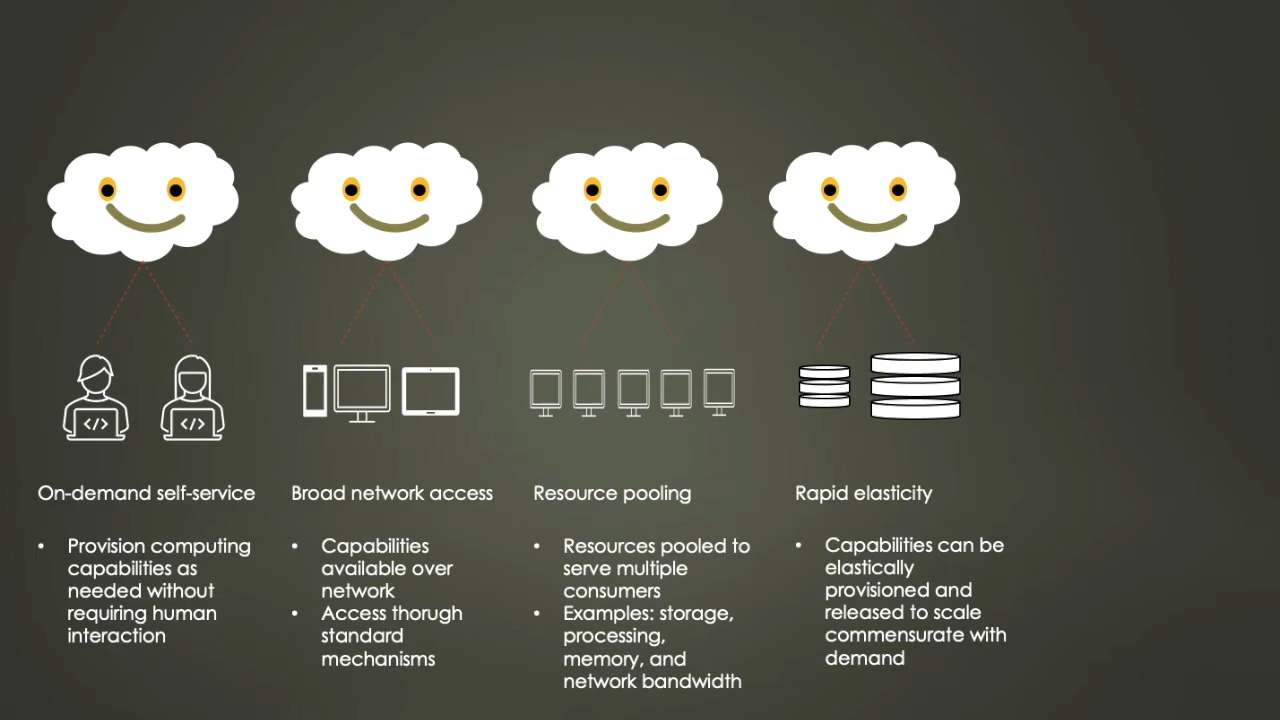 </>
</>
On-demand self-service
• Provision computing
capabilities as
needed without
requiring human
interaction
Broad network access
• Capabilities
available over
network
• Access thorugh
standard
mechanisms
Resource pooling
• Resources pooled to
serve multiple
consumers
• Examples: storage,
processing,
memory, and
network bandwidth
Rapid elasticity
• Capabilities can be
elastically
provisioned and
released to scale
commensurate with
demand